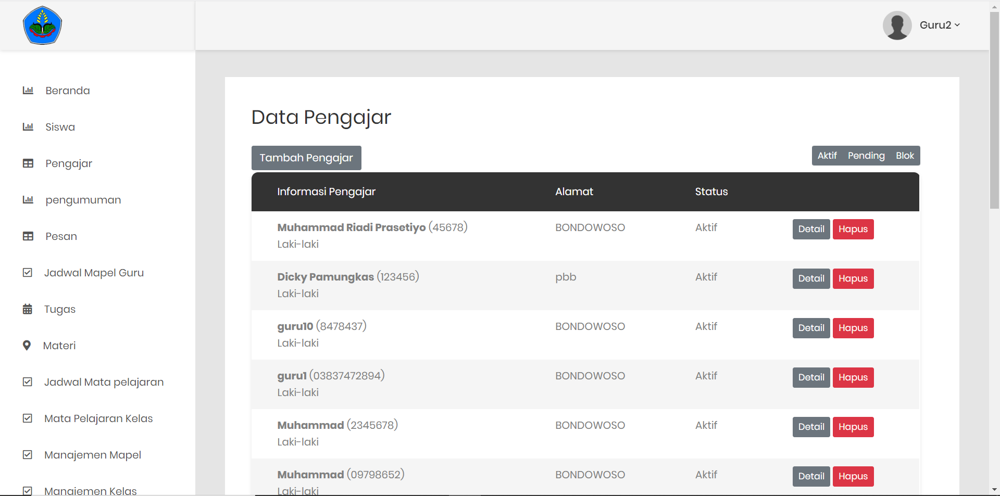 Guru2
Beranda
Siswa
Pengajar
pengumuman
Pesan
Jadwal Mapel Guru
Tugas
Materi
Jadwal Mata pelajaran
Mata Pelajaran Kelas
Manajemen Mapel
Manajemen Kelas
Data Pengajar
Tambah Pengajar
Aktif Pending Blok
Informasi Pengajar Alamat Status
Muhammad Riadi Prasetiyo (45678) BONDOWOSO Aktif Detail Hapus
Laki-laki
Dicky Pamungkas (123456) pbb Aktif Detail Hapus
Laki-laki
guru10 (8478437) BONDOWOSO Aktif Detail Hapus
Laki-laki
guru1 (03837472894) BONDOWOSO Aktif Detail Hapus
Laki-laki
Muhammad (2345678) BONDOWOSO Aktif Detail Hapus
Laki-laki
Muhammad (09798652) BONDOWOSO Aktif Detail Hapus
Laki-laki